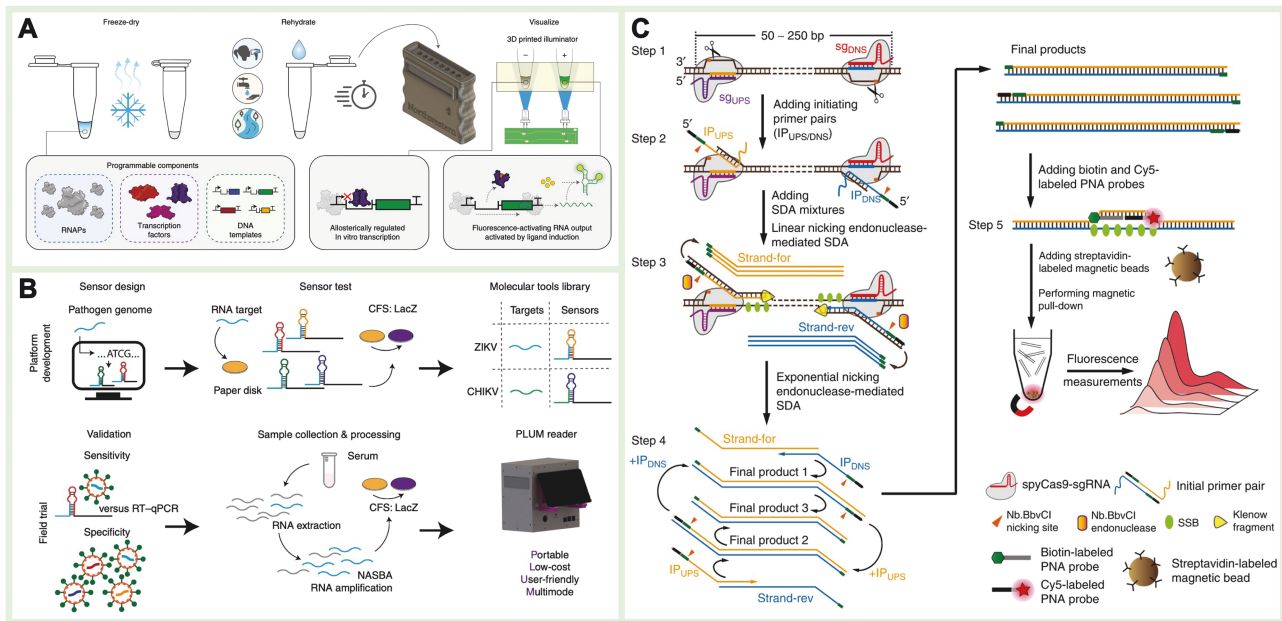 A
Freeze-dry
Rehydrate
Visualize
3D printed illuminator
− +
Northwestern
Programmable components
RNAPs
Transcription
factors
DNA
templates
Allosterically regulated
In vitro transcription
Fluorescence-activating RNA output
activated by ligand induction
B
Sensor design
Sensor test
Molecular tools library
Platform
development
Pathogen genome
...ATCG...
RNA target
CFS: LacZ
Paper disk
Targets
Sensors
ZIKV
CHIKV
Field trial
Validation
Sensitivity
versus RT–qPCR
Specificity
Sample collection & processing
Serum
CFS: LacZ
RNA extraction
NASBA
RNA amplification
PLUM reader
Portable
Low-cost
User-friendly
Multimode
C
Step 1
50 ~ 250 bp
sgDNS
3′
5′
sgUPS
Adding initiating
primer pairs
(IPUPS/DNS)
Step 2
5′
IPUPS
IPDNS
5′
Adding
SDA mixtures
Linear nicking endonuclease-
mediated SDA
Step 3
Strand-for
Strand-rev
Exponential nicking
endonuclease-mediated
SDA
Step 4
Strand-for
+IPDNS
IPDNS
Final product 1
Final product 3
Final product 2
IPUPS
+IPUPS
Strand-rev
Final products
Adding biotin and Cy5-
labeled PNA probes
Step 5
Adding streptavidin-
labeled magnetic beads
Performing magnetic
pull-down
Fluorescence
measurements
spyCas9-sgRNA
Initial primer pair
Nb.BbvCI
nicking site
Nb.BbvCI
endonuclease
SSB
Klenow
fragment
Biotin-labeled
PNA probe
Cy5-labeled
PNA probe
Streptavidin-labeled
magnetic bead